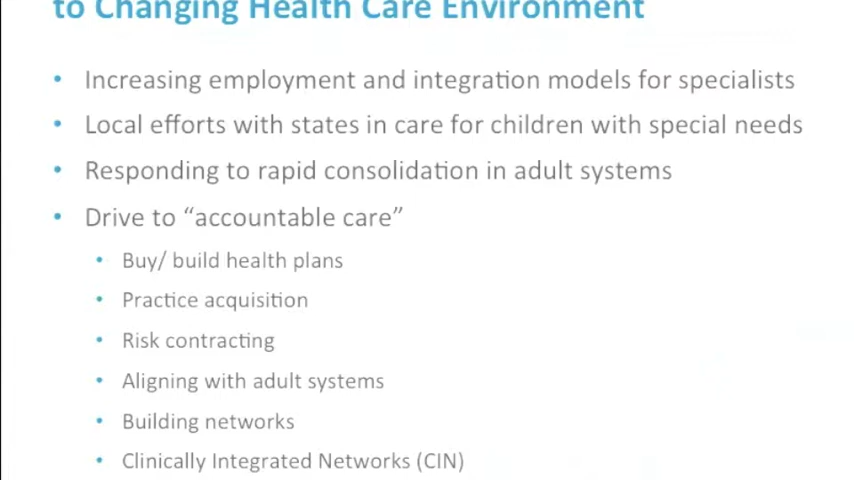 to Changing Health Care Environment
• Increasing employment and integration models for specialists
• Local efforts with states in care for children with special needs
• Responding to rapid consolidation in adult systems
• Drive to “accountable care”
• Buy/ build health plans
• Practice acquisition
• Risk contracting
• Aligning with adult systems
• Building networks
• Clinically Integrated Networks (CIN)